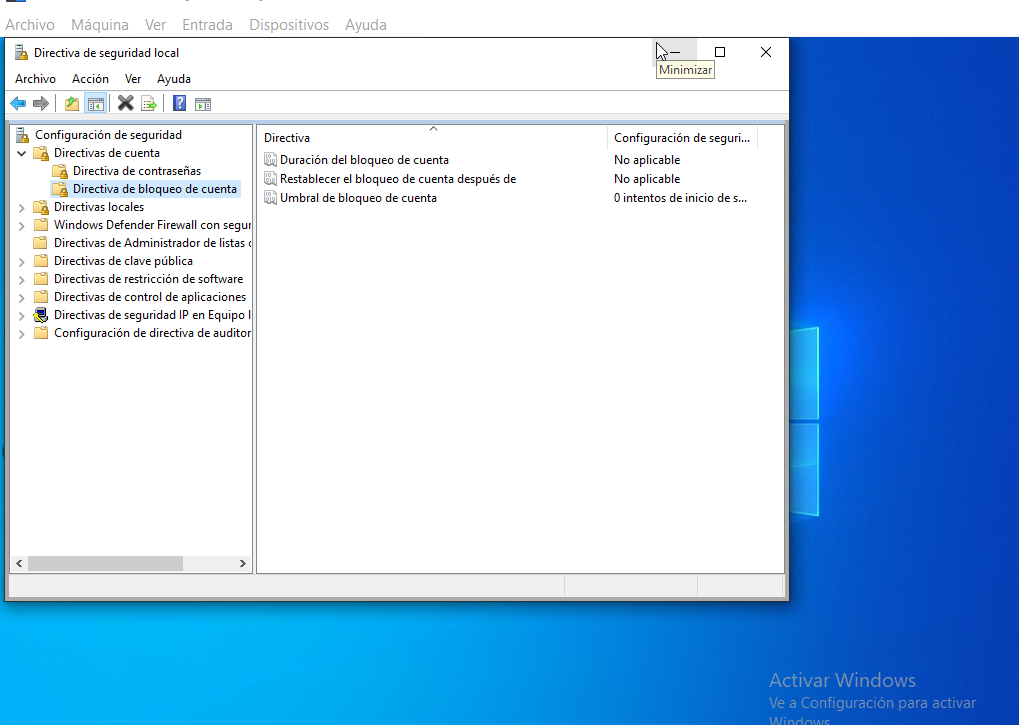 Archivo Máquina Ver Entrada Dispositivos Ayuda
Directiva de seguridad local
Minimizar
Archivo Acción Ver Ayuda
Configuración de seguridad
Directivas de cuenta
Directiva de contraseñas
Directiva de bloqueo de cuenta
Directivas locales
Windows Defender Firewall con segur
Directivas de Administrador de listas
Directivas de clave pública
Directivas de restricción de software
Directivas de control de aplicaciones
Directivas de seguridad IP en Equipo l
Configuración de directiva de auditor
Directiva Configuración de seguri...
Duración del bloqueo de cuenta No aplicable
Restablecer el bloqueo de cuenta después de No aplicable
Umbral de bloqueo de cuenta 0 intentos de inicio de s...
Activar Windows
Ve a Configuración para activar
Windows